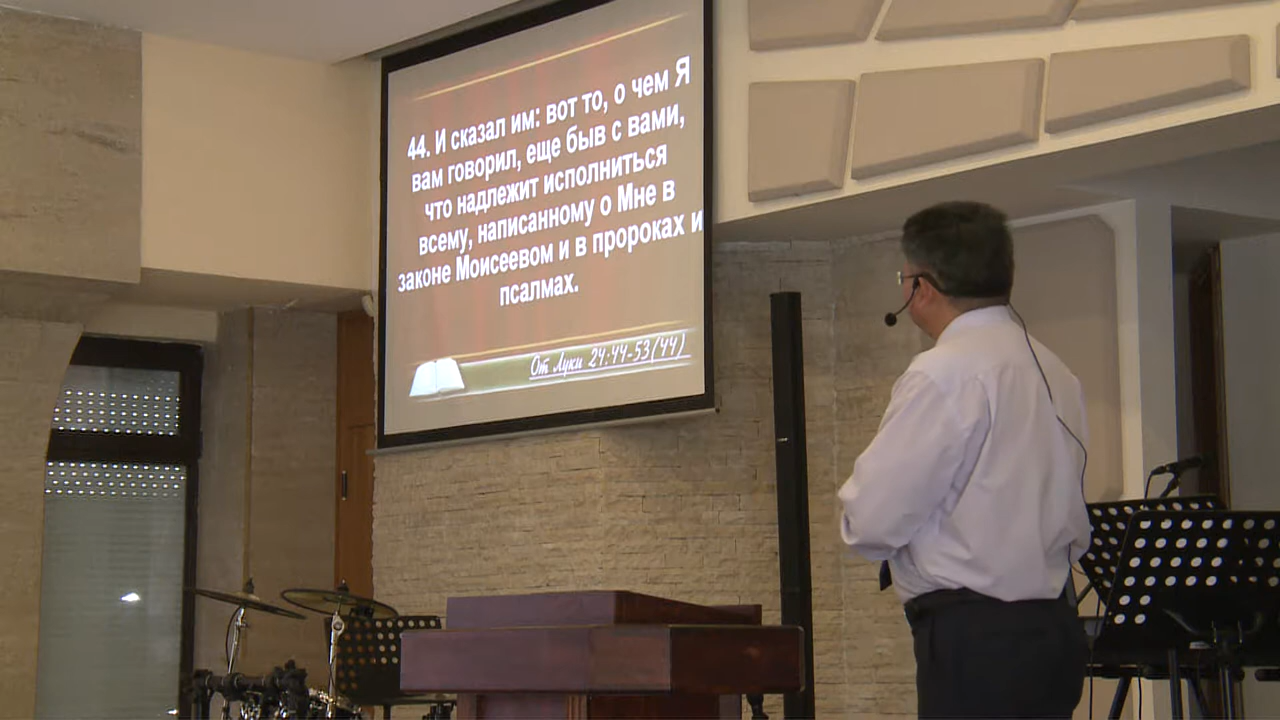 44. И сказал им: вот то, о чем Я
вам говорил, еще быв с вами,
что надлежит исполниться
всему, написанному о Мне в
законе Моисеевом и в пророках и
псалмах.
От Луки 24:44-53(44)